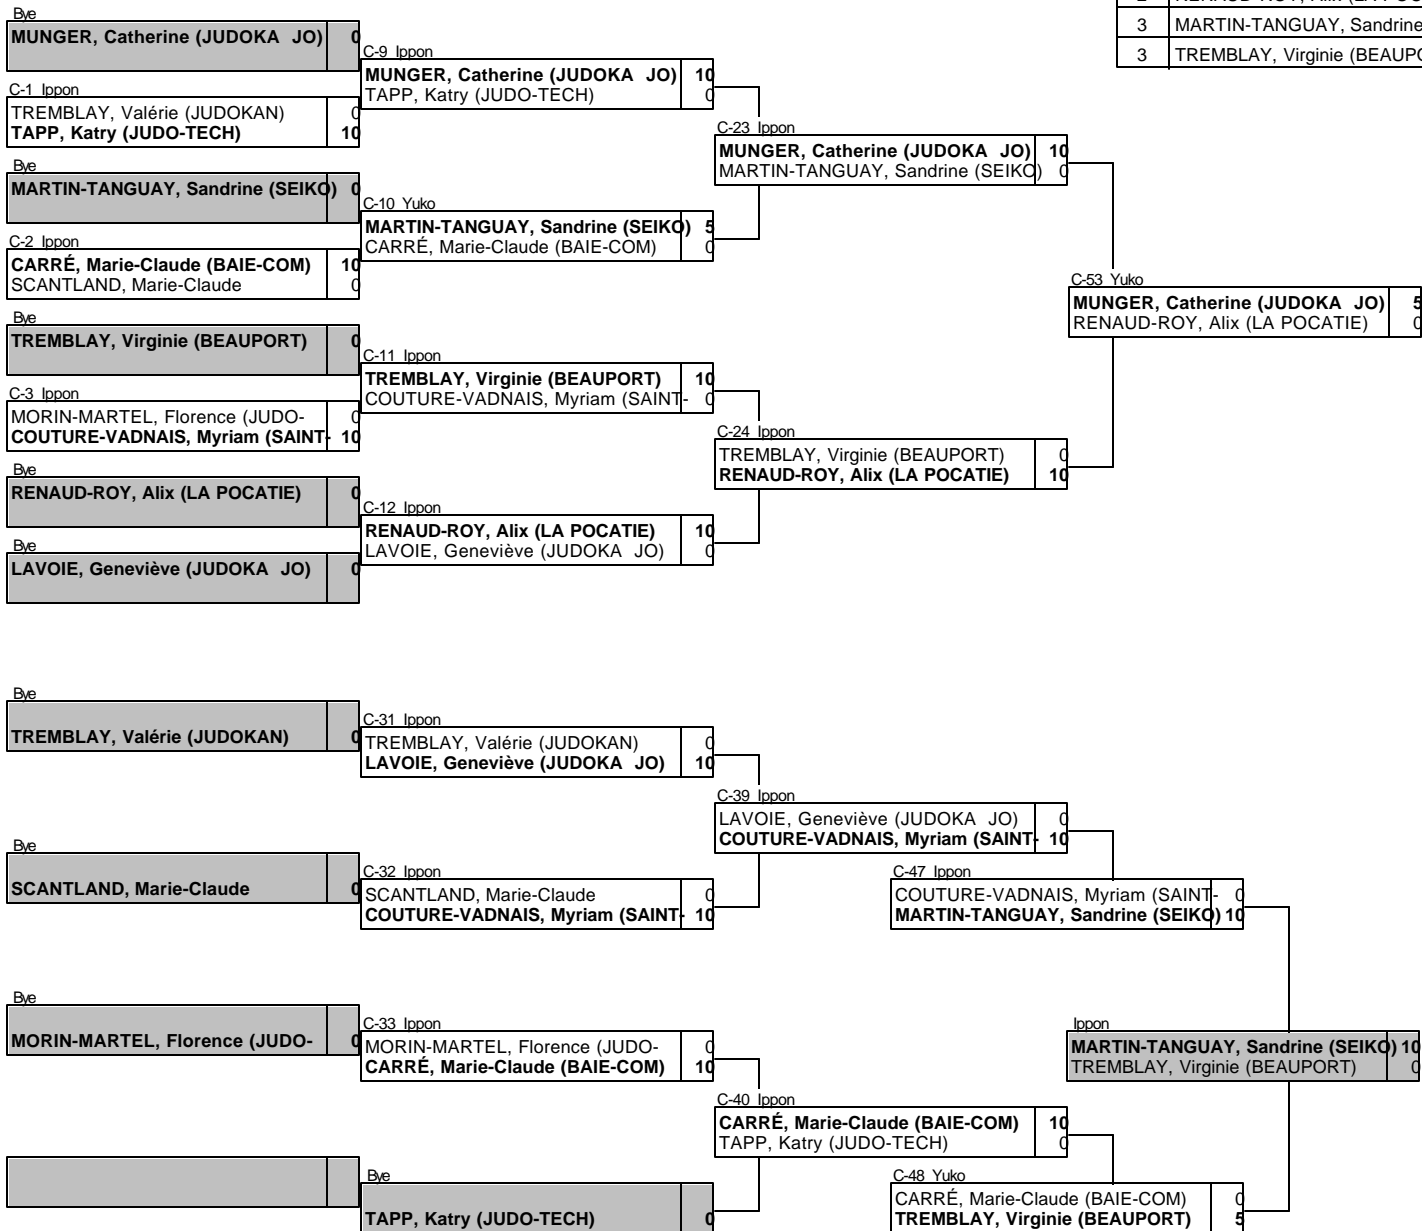 2 RENAUD-ROY, Alix (LA POC
3 MARTIN-TANGUAY, Sandrine
3 TREMBLAY, Virginie (BEAUPO
Bye
MUNGER, Catherine (JUDOKA JO) 0
C-1 Ippon
TREMBLAY, Valérie (JUDOKAN) 0
TAPP, Katry (JUDO-TECH) 10
Bye
MARTIN-TANGUAY, Sandrine (SEIKO) 0
C-2 Ippon
CARRÉ, Marie-Claude (BAIE-COM) 10
SCANTLAND, Marie-Claude 0
Bye
TREMBLAY, Virginie (BEAUPORT) 0
C-3 Ippon
MORIN-MARTEL, Florence (JUDO- 0
COUTURE-VADNAIS, Myriam (SAINT- 10
Bye
RENAUD-ROY, Alix (LA POCATIE) 0
Bye
LAVOIE, Geneviève (JUDOKA JO) 0
C-9 Ippon
MUNGER, Catherine (JUDOKA JO) 10
TAPP, Katry (JUDO-TECH) 0
C-10 Yuko
MARTIN-TANGUAY, Sandrine (SEIKO) 5
CARRÉ, Marie-Claude (BAIE-COM) 0
C-11 Ippon
TREMBLAY, Virginie (BEAUPORT) 10
COUTURE-VADNAIS, Myriam (SAINT- 0
C-12 Ippon
RENAUD-ROY, Alix (LA POCATIE) 10
LAVOIE, Geneviève (JUDOKA JO) 0
C-23 Ippon
MUNGER, Catherine (JUDOKA JO) 10
MARTIN-TANGUAY, Sandrine (SEIKO) 0
C-24 Ippon
TREMBLAY, Virginie (BEAUPORT) 0
RENAUD-ROY, Alix (LA POCATIE) 10
C-53 Yuko
MUNGER, Catherine (JUDOKA JO) 5
RENAUD-ROY, Alix (LA POCATIE) 0
Bye
TREMBLAY, Valérie (JUDOKAN) 0
Bye
SCANTLAND, Marie-Claude 0
Bye
MORIN-MARTEL, Florence (JUDO- 0
C-31 Ippon
TREMBLAY, Valérie (JUDOKAN) 0
LAVOIE, Geneviève (JUDOKA JO) 10
C-32 Ippon
SCANTLAND, Marie-Claude 0
COUTURE-VADNAIS, Myriam (SAINT- 10
C-33 Ippon
MORIN-MARTEL, Florence (JUDO- 0
CARRÉ, Marie-Claude (BAIE-COM) 10
Bye
TAPP, Katry (JUDO-TECH) 0
C-39 Ippon
LAVOIE, Geneviève (JUDOKA JO) 0
COUTURE-VADNAIS, Myriam (SAINT- 10
C-40 Ippon
CARRÉ, Marie-Claude (BAIE-COM) 10
TAPP, Katry (JUDO-TECH) 0
C-47 Ippon
COUTURE-VADNAIS, Myriam (SAINT- 0
MARTIN-TANGUAY, Sandrine (SEIKO) 10
C-48 Yuko
CARRÉ, Marie-Claude (BAIE-COM) 0
TREMBLAY, Virginie (BEAUPORT) 5
Ippon
MARTIN-TANGUAY, Sandrine (SEIKO) 10
TREMBLAY, Virginie (BEAUPORT) 0